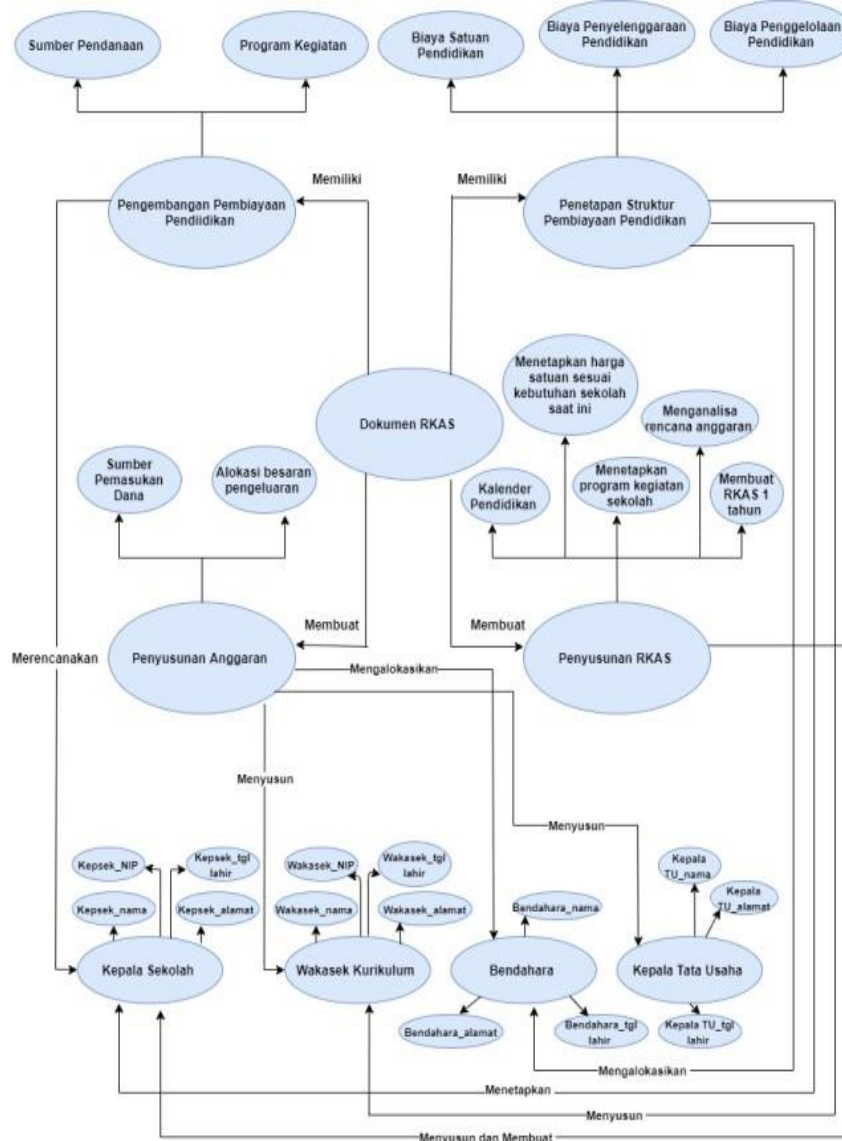 Sumber Pendanaan
Program Kegiatan
Biaya Satuan
Pendidikan
Biaya Penyelenggaraan
Pendidikan
Biaya Penggelolaan
Pendidikan
Memiliki
Memiliki
Pengembangan Pembiayaan
Pendiidikan
Penetapan Struktur
Pembiayaan Pendidikan
Menetapkan harga
satuan sesuai
kebutuhan sekolah
saat ini
Menganalisa
rencana anggaran
Dokumen RKAS
Sumber
Pemasukan
Dana
Alokasi besaran
pengeluaran
Kalender
Pendidikan
Menetapkan
program kegiatan
sekolah
Membuat
RKAS 1
tahun
Membuat
Membuat
Merencanakan
Penyusunan Anggaran
Penyusunan RKAS
Mengalokasikan
Menyusun
Menyusun
Kepsek_NIP
Kepsek_tgl
lahir
Wakasek_NIP
Wakasek_tgl
lahir
Kepala
TU_nama
Kepala
TU_alamat
Kepsek_nama
Kepsek_alamat
Wakasek_nama
Wakasek_alamat
Bendahara_nama
Kepala Sekolah
Wakasek Kurikulum
Bendahara
Kepala Tata Usaha
Bendahara_alamat
Bendahara_tgl
lahir
Kepala TU_tgl
lahir
Mengalokasikan
Menetapkan
Menyusun
Menyusun dan Membuat